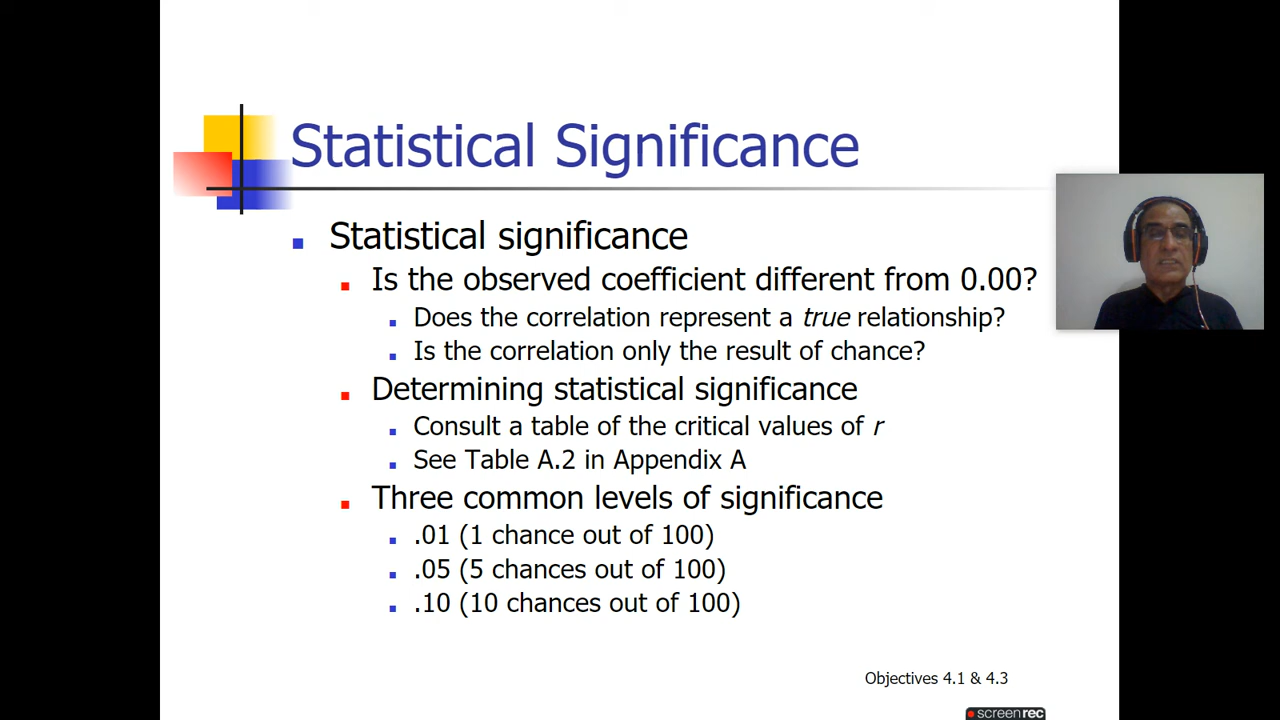 Statistical Significance
Statistical significance
Is the observed coefficient different from 0.00?
Does the correlation represent a true relationship?
Is the correlation only the result of chance?
Determining statistical significance
Consult a table of the critical values of r
See Table A.2 in Appendix A
Three common levels of significance
.01 (1 chance out of 100)
.05 (5 chances out of 100)
.10 (10 chances out of 100)
Objectives 4.1 & 4.3
screenrec